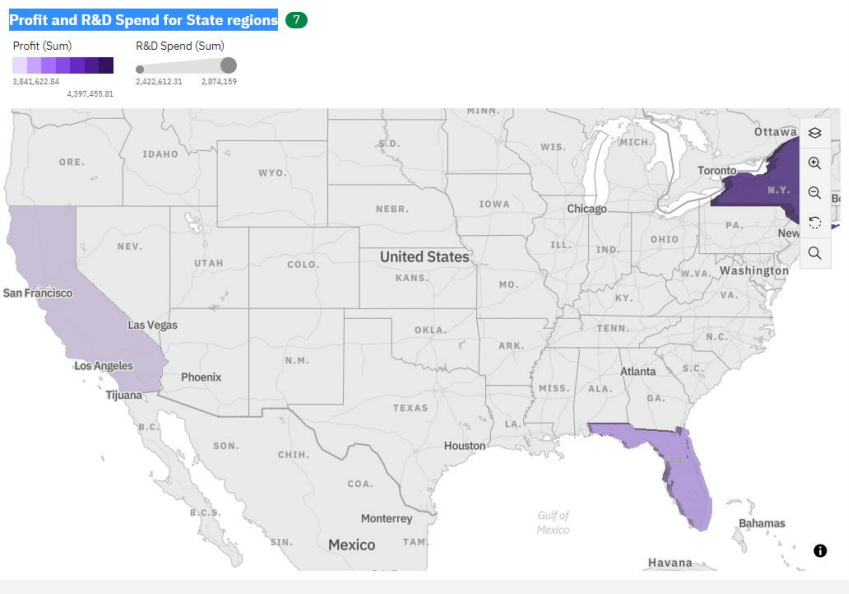 Profit and R&D Spend for State regions 7
Profit (Sum) R&D Spend (Sum)
3,841,622.84 2,422,612.31 2,874,159
4,397,455.81
MINN.
Ottawa
ORE. IDAHO S.D. WIS. MICH.
WYO. Toronto
N.Y.
NEBR. IOWA Chicago
PA. New
NEV. OHIO
UTAH COLO. United States ILL. IND.
KANS. MO. W.VA. Washington
San Francisco KY. VA.
Las Vegas OKLA. TENN. N.C.
ARK.
Los Angeles N.M. Atlanta S.C.
Phoenix MISS. ALA.
Tijuana GA.
TEXAS
B.C. LA.
SON. Houston
CHIH.
COA.
B.C.S. Monterrey Gulf of
Mexico Bahamas
SIN. Mexico TAM.
Havana